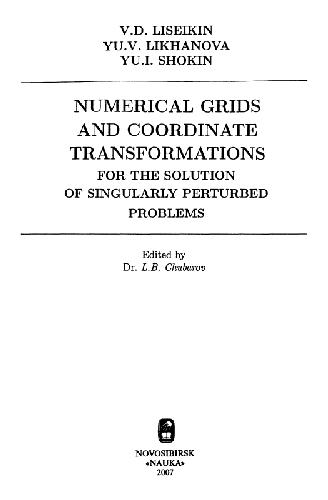 V.D. LISEIKIN
YU.V. LIKHANOVA
YU.I. SHOKIN
NUMERICAL GRIDS
AND COORDINATE
TRANSFORMATIONS
FOR THE SOLUTION
OF SINGULARLY PERTURBED
PROBLEMS
Edited by
Dr. L.B. Chubarov
NOVOSIBIRSK
«NAUKA»
2007